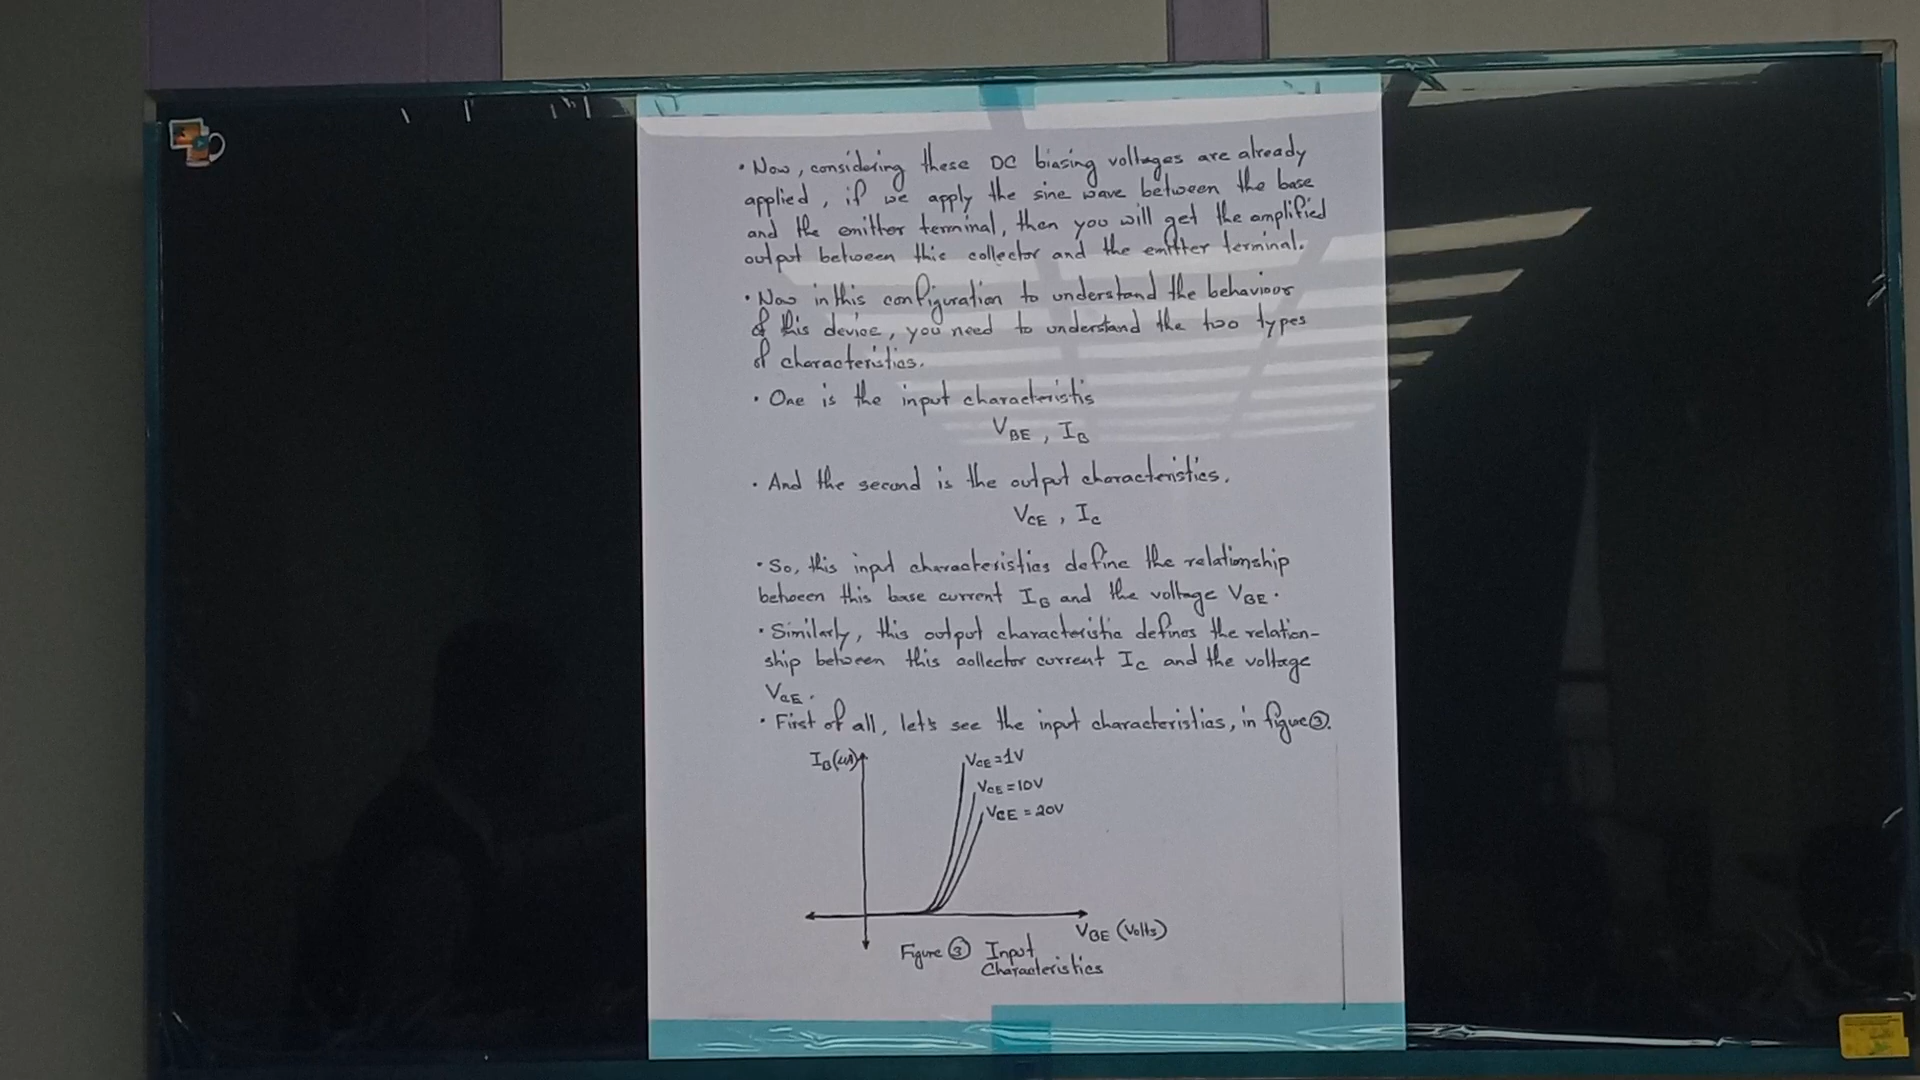 • Now, considering these DC biasing voltages are already
applied, if we apply the sine wave between the base
and the emitter terminal, then you will get the amplified
output between this collector and the emitter terminal.
• Now in this configuration to understand the behaviour
of this device, you need to understand the two types
of characteristics.
• One is the input characteristis
VBE , IB
• And the second is the output characteristics.
VCE , IC
• So, this input characteristics define the relationship
between this base current IB and the voltage VBE.
• Similarly, this output characteristic defines the relation-
ship between this collector current IC and the voltage
VCE.
• First of all, let's see the input characteristics, in figure ③.
IB(μA)
VCE = 1V
VCE = 10V
VCE = 20V
VBE (Volts)
Figure ③ Input
Characteristics